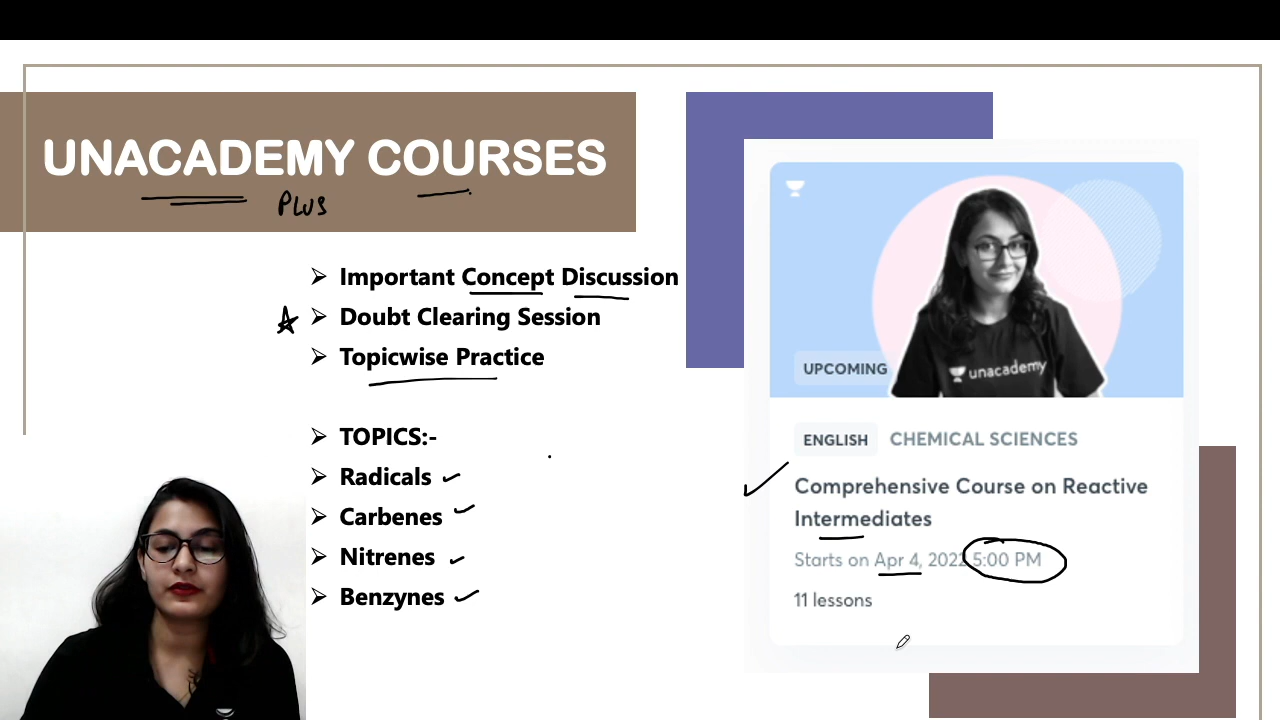 UNACADEMY COURSES
PLUS
Important Concept Discussion
Doubt Clearing Session
Topicwise Practice
TOPICS:-
Radicals
Carbenes
Nitrenes
Benzynes
unacademy
UPCOMING
ENGLISH CHEMICAL SCIENCES
Comprehensive Course on Reactive
Intermediates
Starts on Apr 4, 2022 5:00 PM
11 lessons